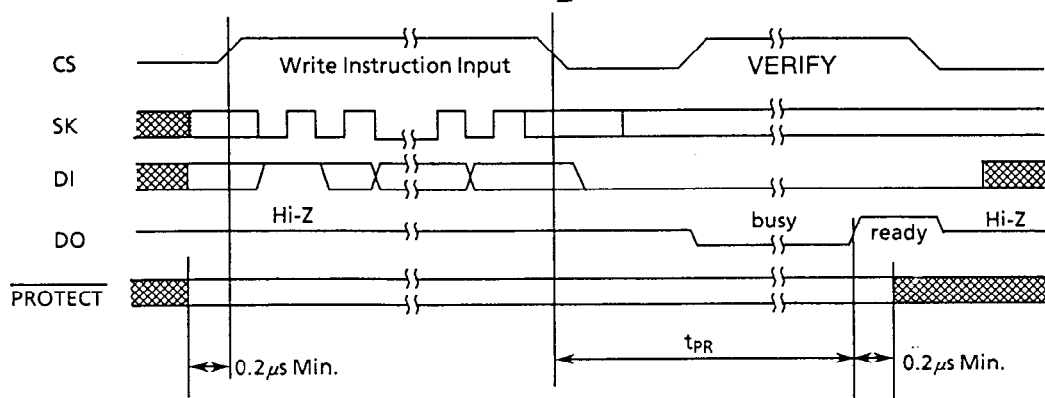 CS
Write Instruction Input
VERIFY
SK
DI
Hi-Z
DO
busy
ready
Hi-Z
PROTECT
0.2μs Min.
tPR
0.2μs Min.